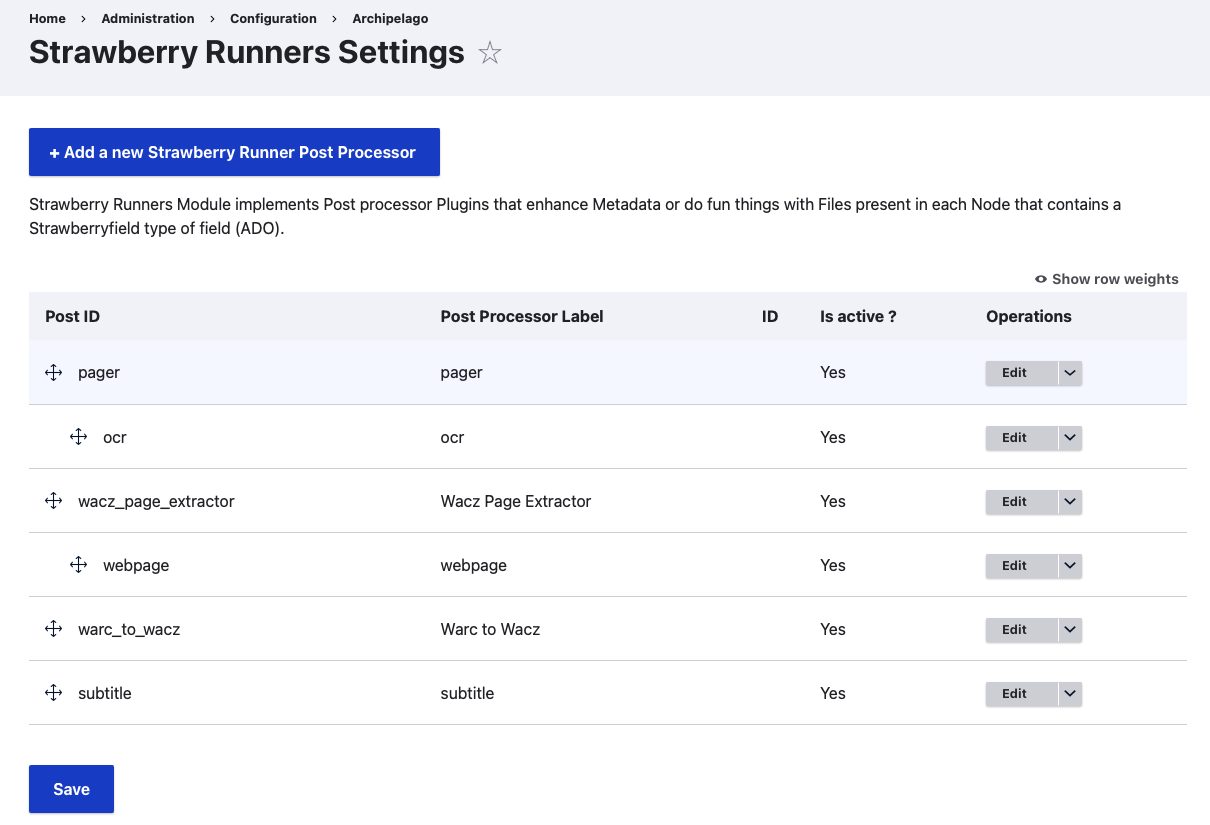 Home > Administration > Configuration > Archipelago
Strawberry Runners Settings
+ Add a new Strawberry Runner Post Processor
Strawberry Runners Module implements Post processor Plugins that enhance Metadata or do fun things with Files present in each Node that contains a
Strawberryfield type of field (ADO).
Show row weights
Post ID Post Processor Label ID Is active ? Operations
pager pager Yes Edit
ocr ocr Yes Edit
wacz_page_extractor Wacz Page Extractor Yes Edit
webpage webpage Yes Edit
warc_to_wacz Warc to Wacz Yes Edit
subtitle subtitle Yes Edit
Save